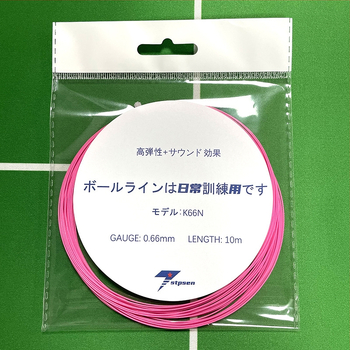 高弾性+サウンド効果
ボールラインは日常訓練用です
モデル:K66N
GAUGE: 0.66mm LENGTH: 10m
stpsen